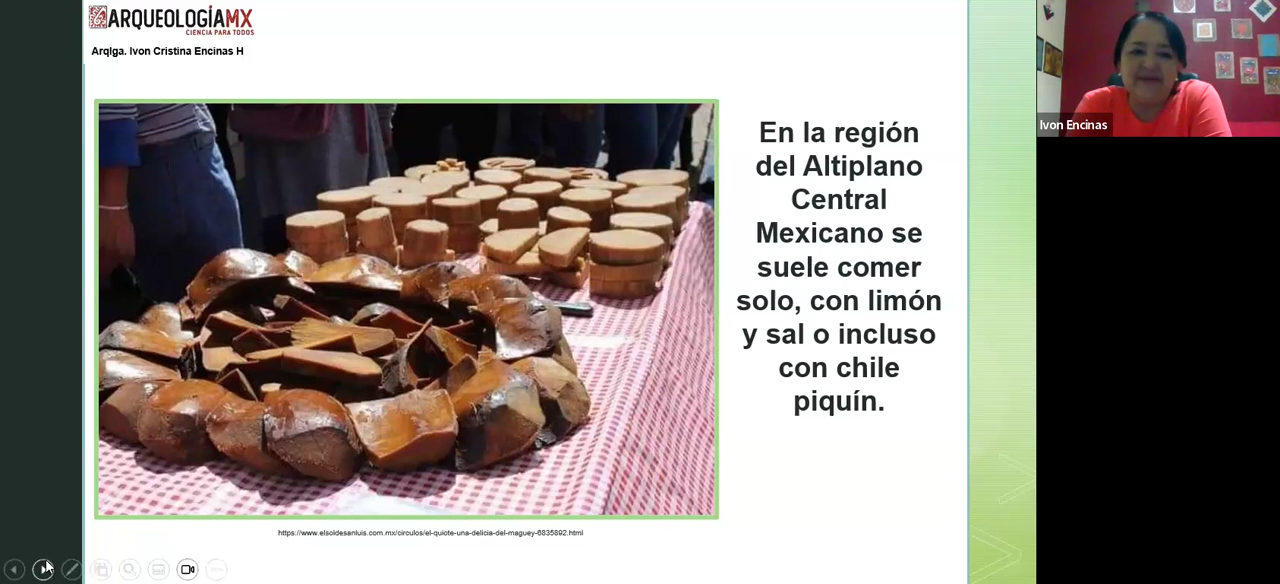 ARQUEOLOGÍAMX
CIENCIA PARA TODOS
Arqlga. Ivon Cristina Encinas H
En la región
del Altiplano
Central
Mexicano se
suele comer
solo, con limón
y sal o incluso
con chile
piquín.
https://www.elsoldesanluis.com.mx/circulos/el-quiote-una-delicia-del-maguey-6835892.html
Ivon Encinas